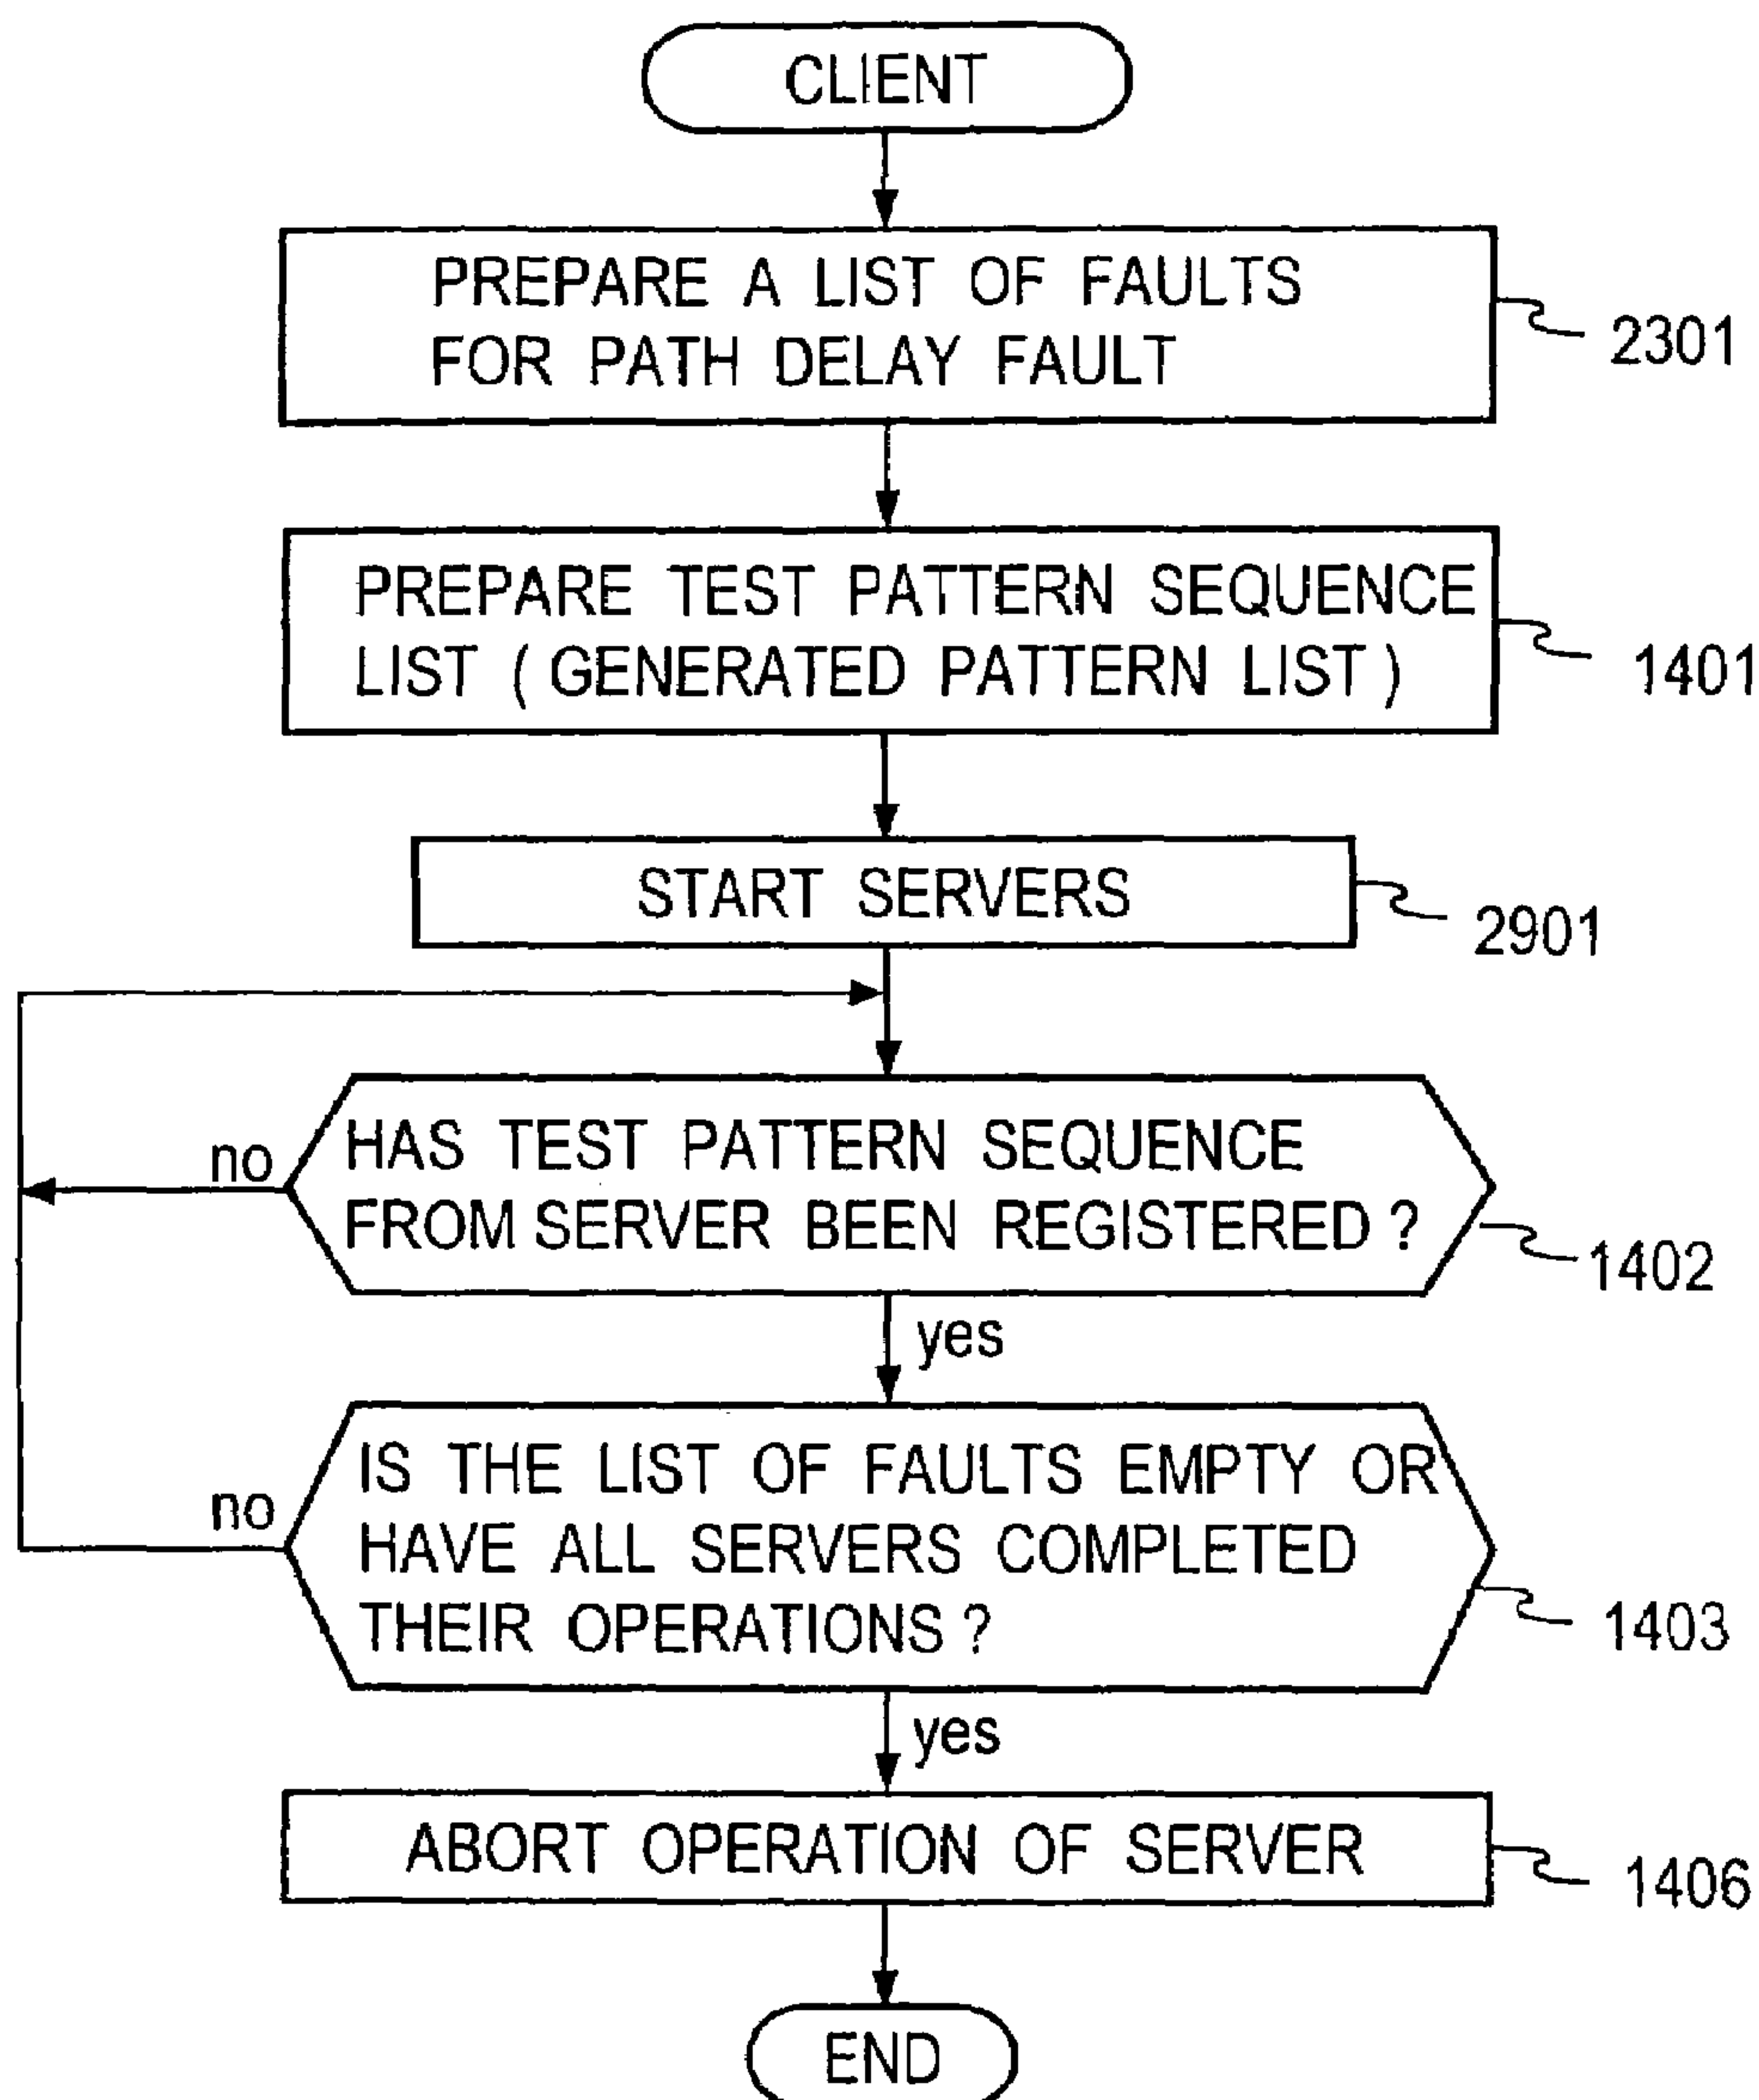 CLIENT
PREPARE A LIST OF FAULTS
FOR PATH DELAY FAULT
2301
PREPARE TEST PATTERN SEQUENCE
LIST ( GENERATED PATTERN LIST )
1401
START SERVERS
2901
HAS TEST PATTERN SEQUENCE
FROM SERVER BEEN REGISTERED ?
no
1402
yes
IS THE LIST OF FAULTS EMPTY OR
HAVE ALL SERVERS COMPLETED
THEIR OPERATIONS ?
no
1403
yes
ABORT OPERATION OF SERVER
1406
END